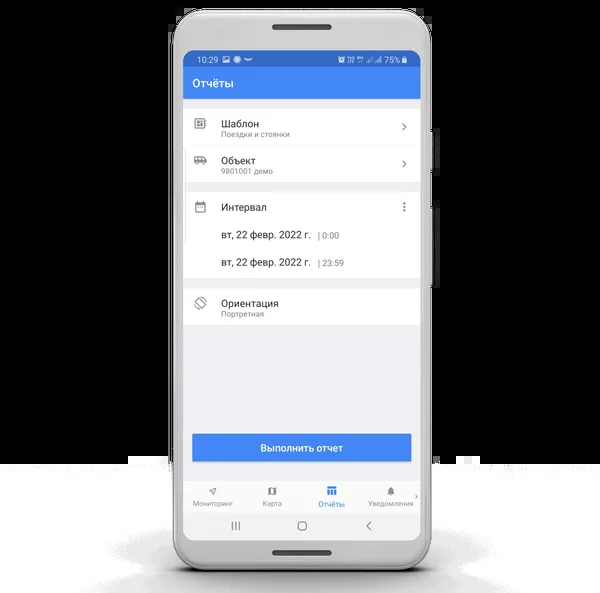 10:29 75%
Отчёты
Шаблон
Поездки и стоянки
Объект
9801001 демо
Интервал
вт, 22 февр. 2022 г. | 0:00
вт, 22 февр. 2022 г. | 23:59
Ориентация
Портретная
Выполнить отчет
Мониторинг Карта Отчёты Уведомления